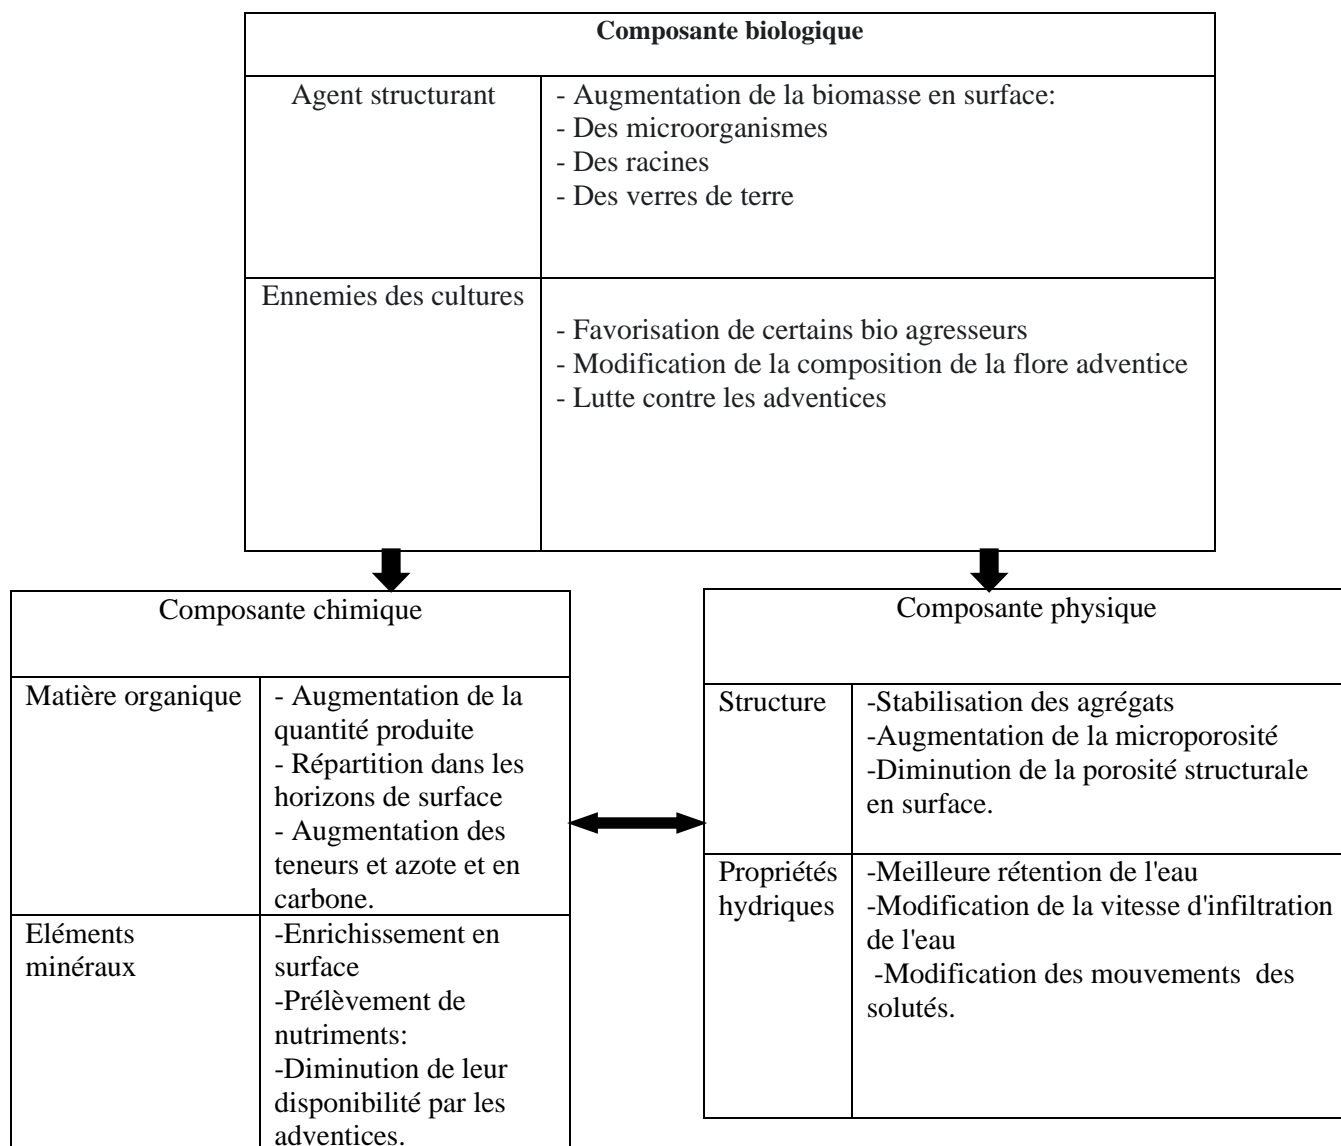 Composante biologique
Agent structurant
- Augmentation de la biomasse en surface:
- Des microorganismes
- Des racines
- Des verres de terre
Ennemies des cultures
- Favorisation de certains bio agresseurs
- Modification de la composition de la flore adventice
- Lutte contre les adventices
Composante chimique
Matière organique
- Augmentation de la
quantité produite
- Répartition dans les
horizons de surface
- Augmentation des
teneurs et azote et en
carbone.
Eléments
minéraux
-Enrichissement en
surface
-Prélèvement de
nutriments:
-Diminution de leur
disponibilité par les
adventices.
Composante physique
Structure
-Stabilisation des agrégats
-Augmentation de la microporosité
-Diminution de la porosité structurale
en surface.
Propriétés
hydriques
-Meilleure rétention de l'eau
-Modification de la vitesse d'infiltration
de l'eau
-Modification des mouvements des
solutés.